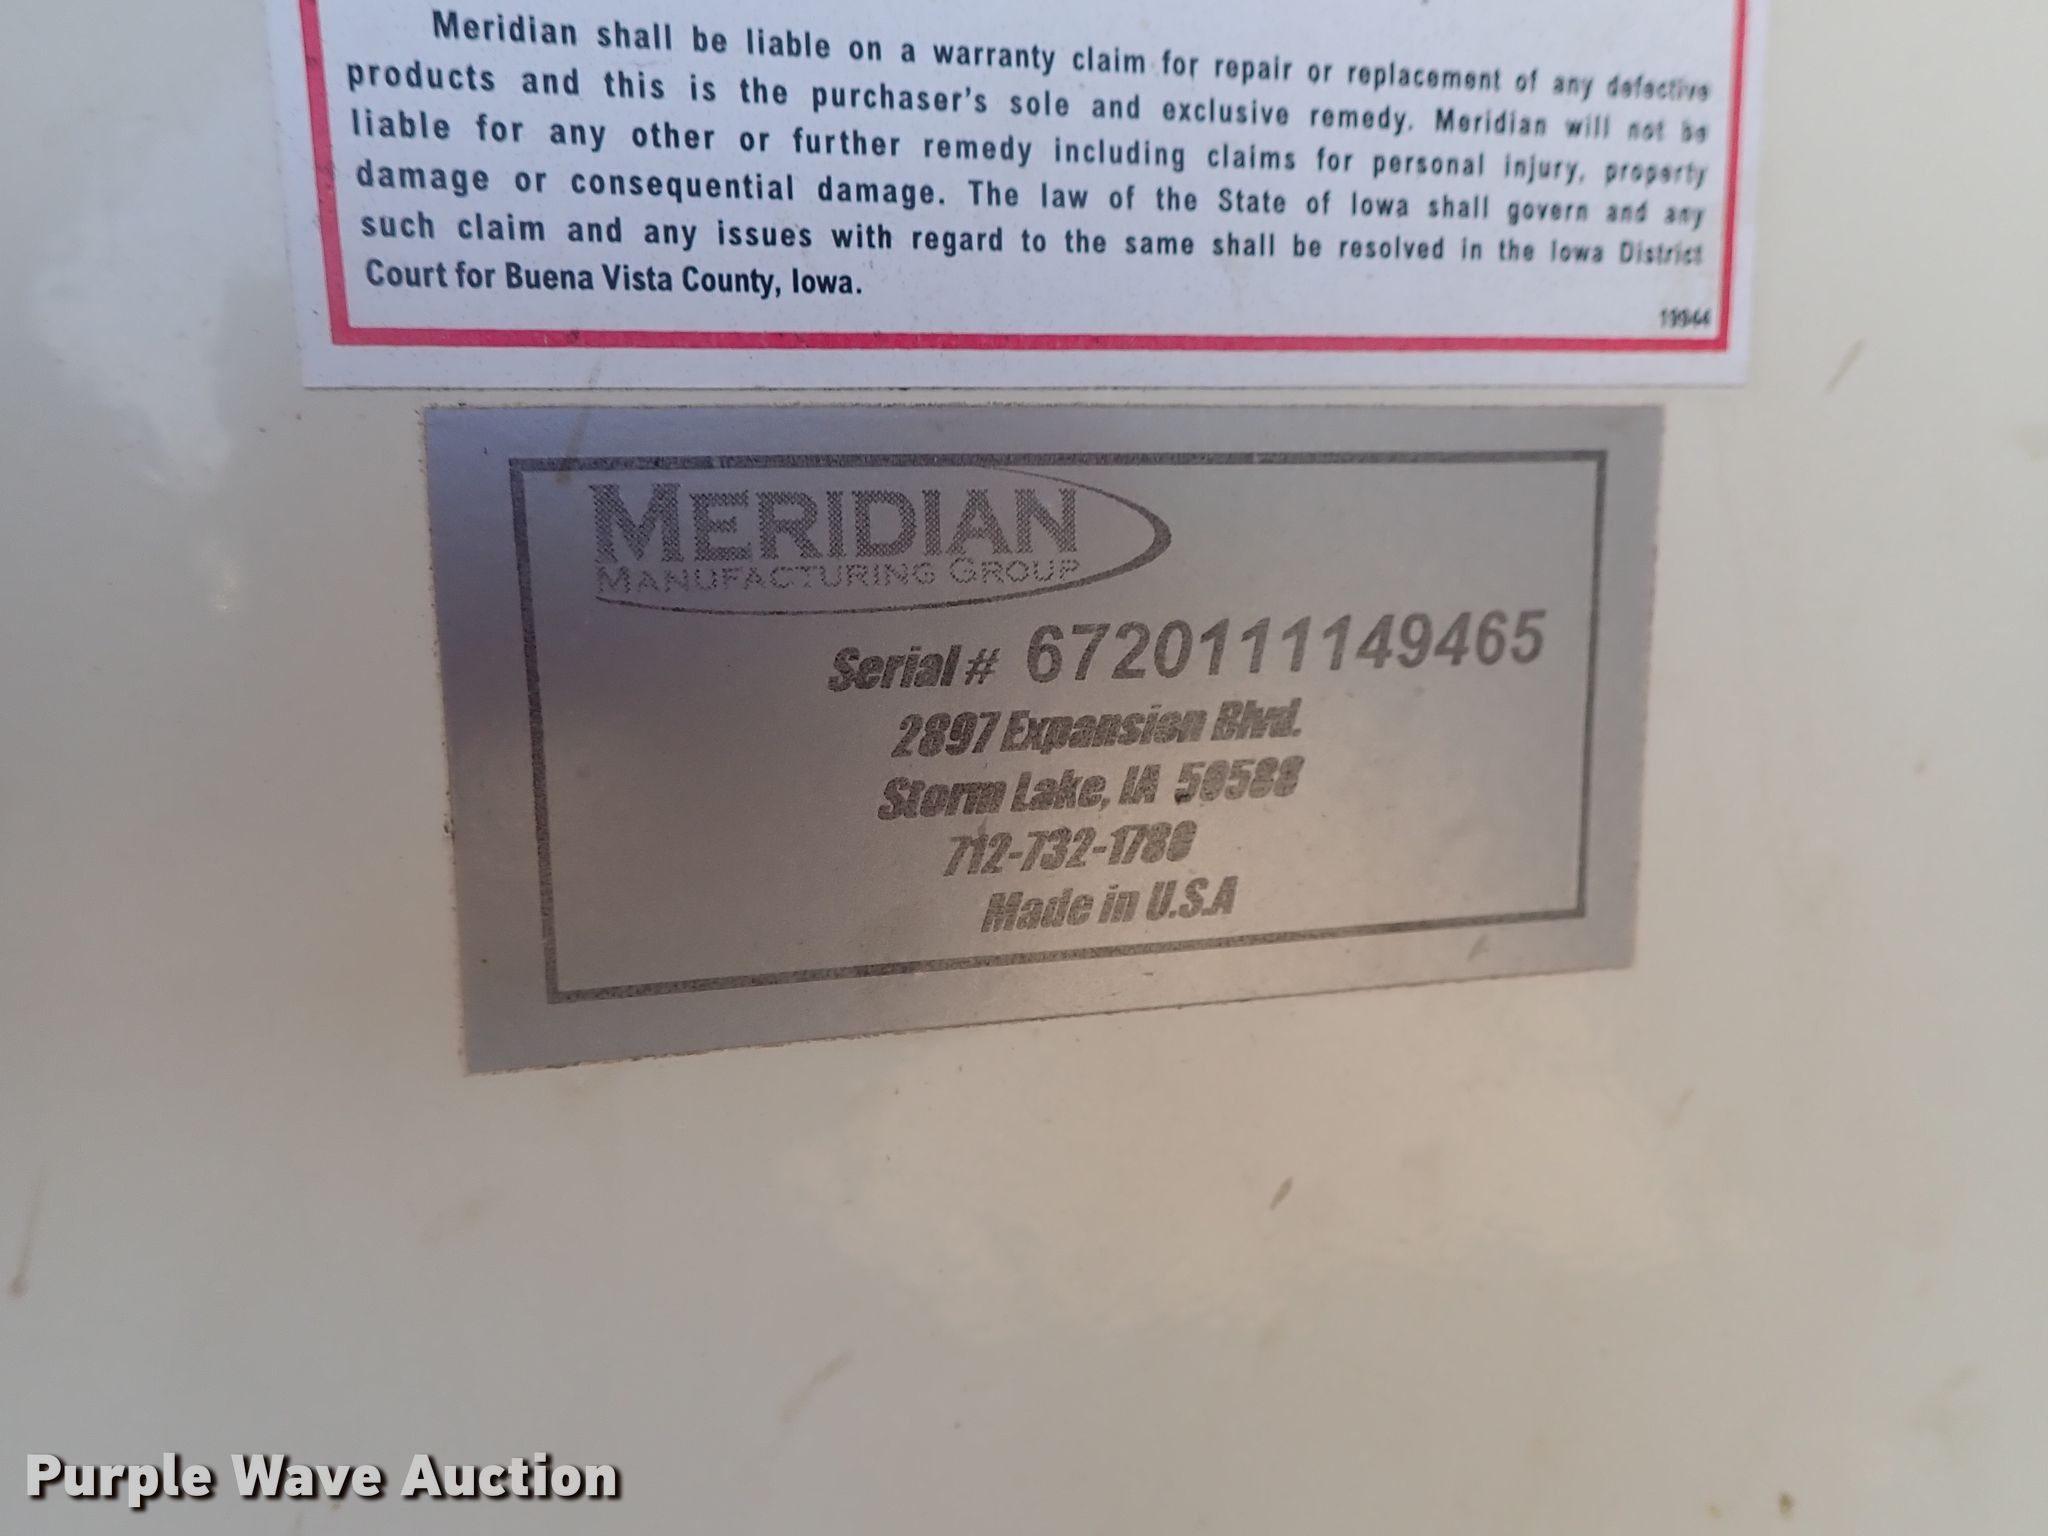 Meridian shall be liable on a warranty claim for repair or replacement of any defective
products and this is the purchaser's sole and exclusive remedy. Meridian will not be
liable for any other or further remedy including claims for personal injury, property
damage or consequential damage. The law of the State of Iowa shall govern and any
such claim and any issues with regard to the same shall be resolved in the Iowa District
Court for Buena Vista County, Iowa.
19944
MERIDIAN
MANUFACTURING GROUP
Serial # 6720111149465
2897 Expansion Blvd.
Storm Lake, IA 50588
712-732-1780
Made in U.S.A
Purple Wave Auction